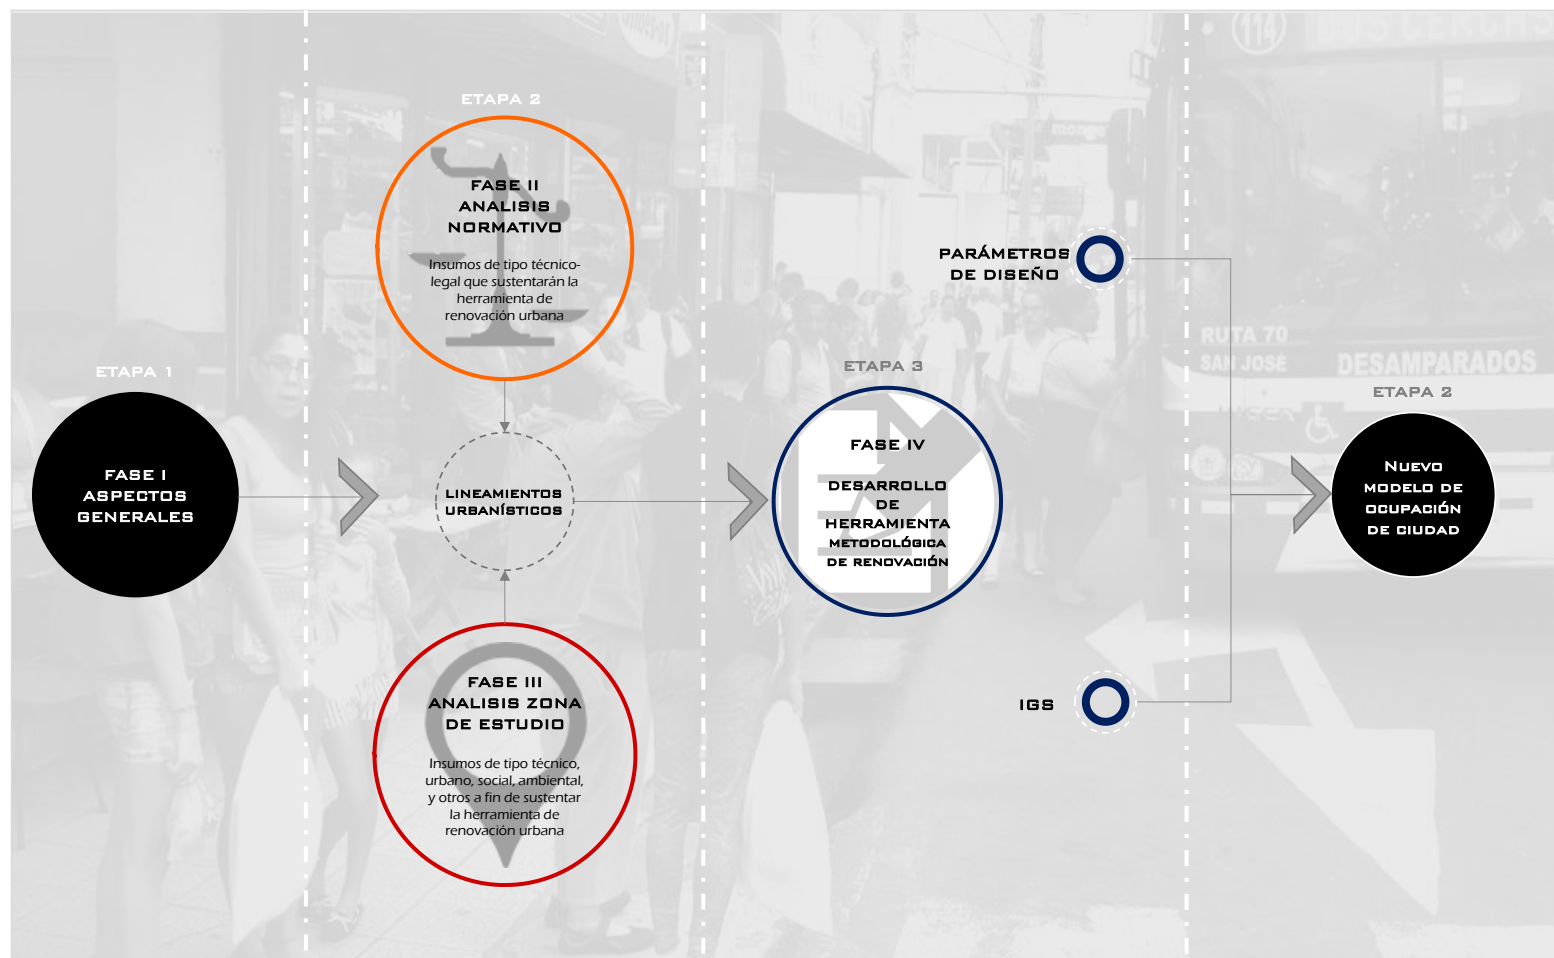 ETAPA 1
FASE I
ASPECTOS
GENERALES
ETAPA 2
FASE II
ANALISIS
NORMATIVO
Insumos de tipo técnico-
legal que sustentarán la
herramienta de
renovación urbana
LINEAMIENTOS
URBANÍSTICOS
FASE III
ANALISIS ZONA
DE ESTUDIO
Insumos de tipo técnico,
urbano, social, ambiental,
y otros a fin de sustentar
la herramienta de
renovación urbana
ETAPA 3
FASE IV
DESARROLLO
DE
HERRAMIENTA
METODOLÓGICA
DE RENOVACIÓN
PARÁMETROS
DE DISEÑO
IGS
ETAPA 2
NUEVO
MODELO DE
OCUPACIÓN
DE CIUDAD
114
RUTA 70
SAN JOSÉ
DESAMPARADOS